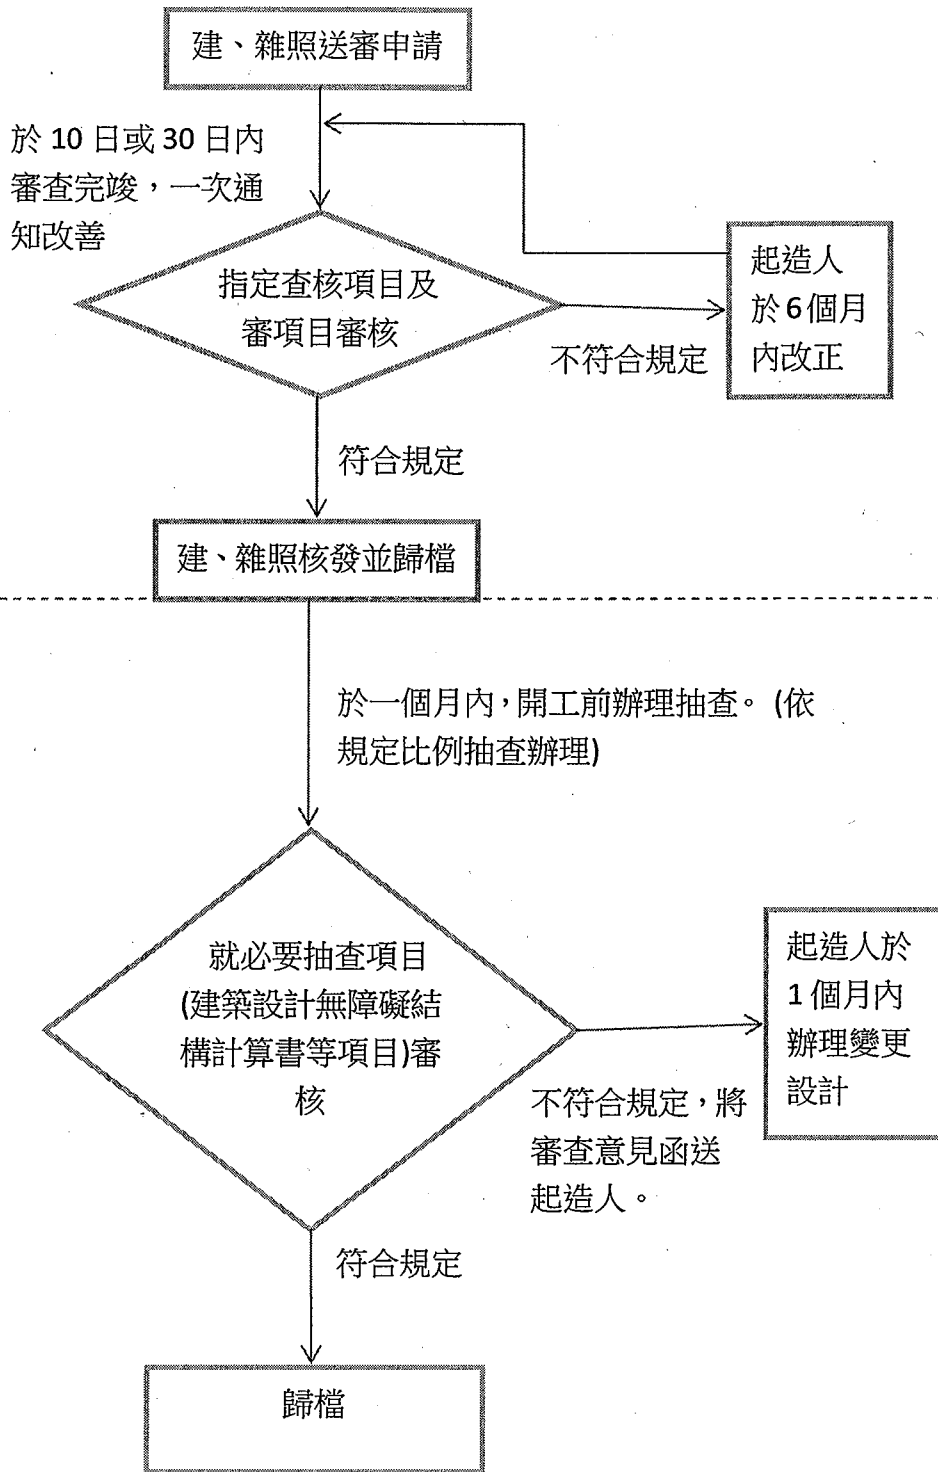 建、雜照送審申請
於 10 日或 30 日內
審查完竣，一次通
知改善
指定查核項目及
審項目審核
不符合規定
起造人
於 6 個月
內改正
符合規定
建、雜照核發並歸檔
於一個月內，開工前辦理抽查。(依
規定比例抽查辦理)
就必要抽查項目
(建築設計無障礙結
構計算書等項目)審
核
不符合規定，將
審查意見函送
起造人。
起造人於
1 個月內
辦理變更
設計
符合規定
歸檔